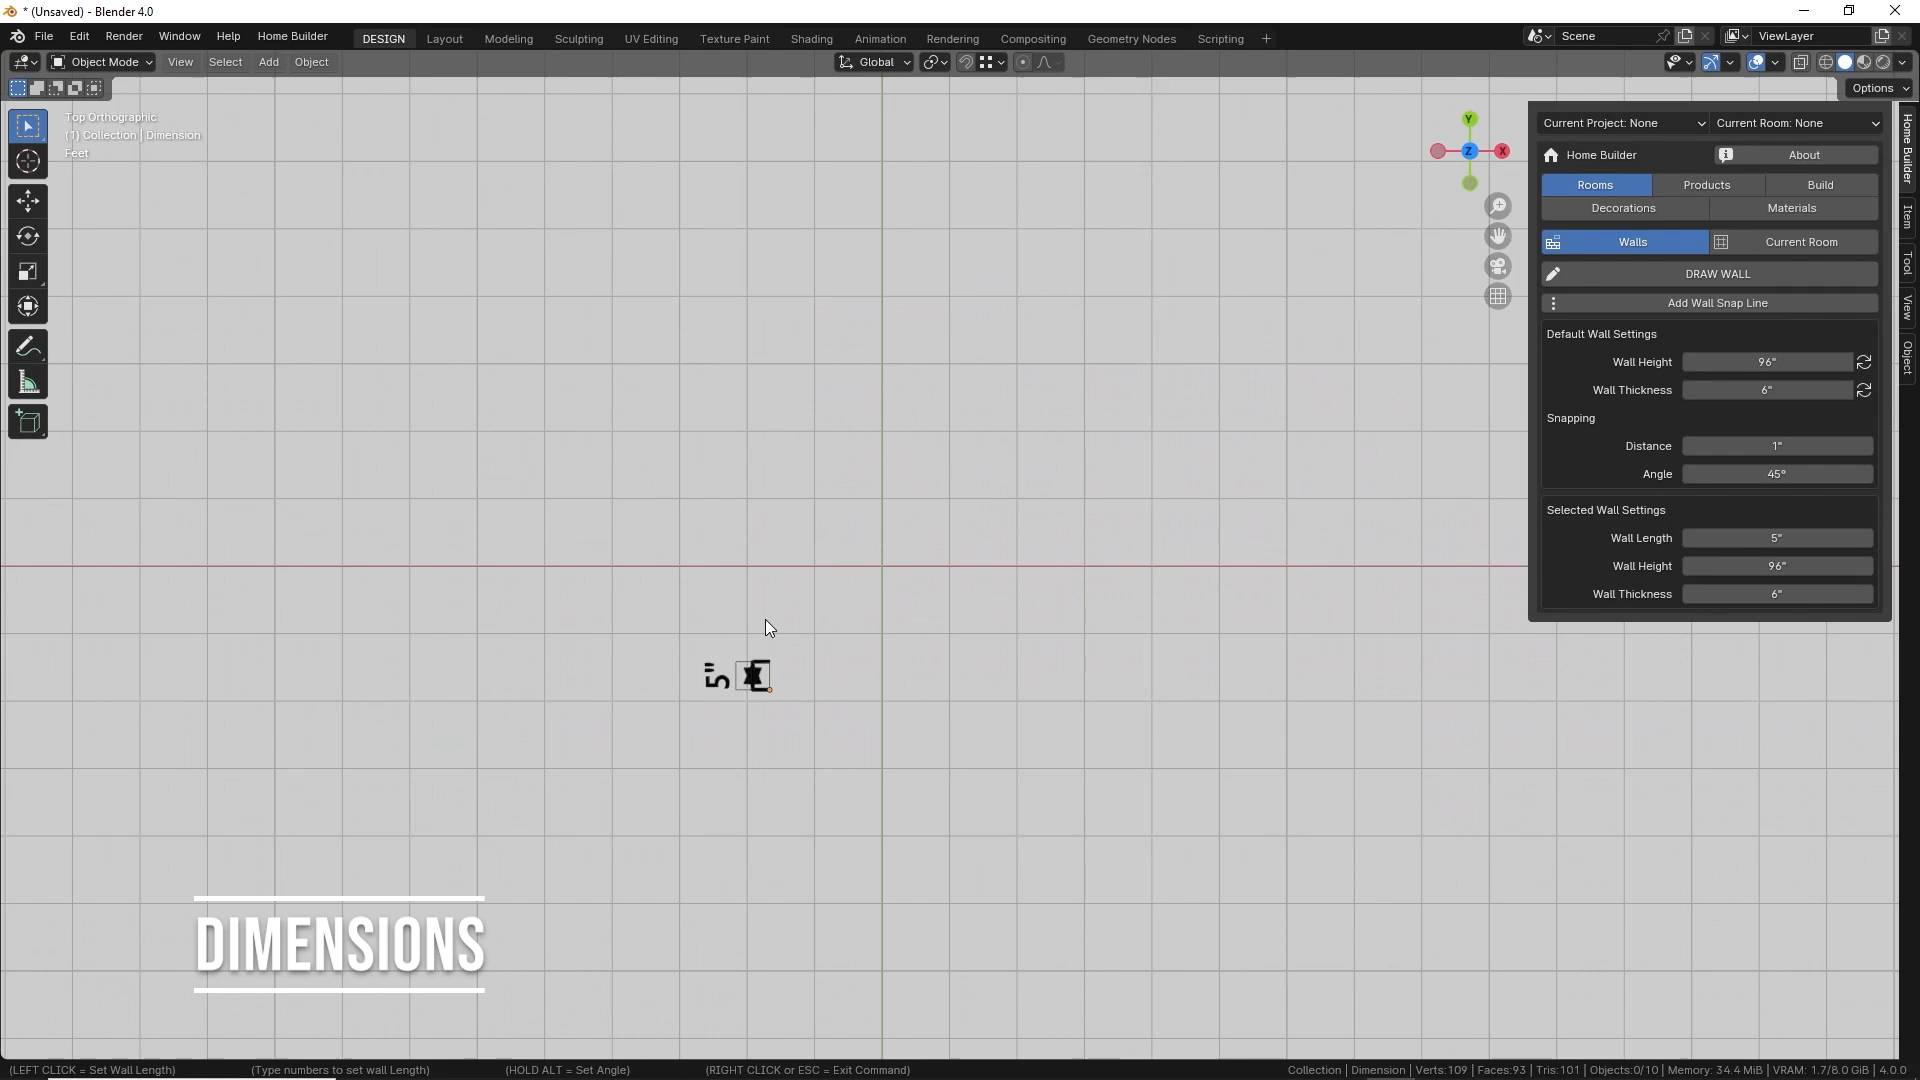 * (Unsaved) - Blender 4.0
File Edit Render Window Help Home Builder DESIGN Layout Modeling Sculpting UV Editing Texture Paint Shading Animation Rendering Compositing Geometry Nodes Scripting + Scene ViewLayer
Object Mode View Select Add Object Global
Options
Top Orthographic
(1) Collection | Dimension
Feet
Y
Z
X
Current Project: None Current Room: None
Home Builder About
Rooms Products Build
Decorations Materials
Walls Current Room
DRAW WALL
Add Wall Snap Line
Default Wall Settings
Wall Height 96"
Wall Thickness 6"
Snapping
Distance 1"
Angle 45°
Selected Wall Settings
Wall Length 5"
Wall Height 96"
Wall Thickness 6"
Home Builder
Item
Tool
View
Object
5"
DIMENSIONS
(LEFT CLICK = Set Wall Length) (Type numbers to set wall Length) (HOLD ALT = Set Angle) (RIGHT CLICK or ESC = Exit Command) Collection | Dimension | Verts:109 | Faces:93 | Tris:101 | Objects:0/10 | Memory: 34.4 MiB | VRAM: 1.7/8.0 GiB | 4.0.0